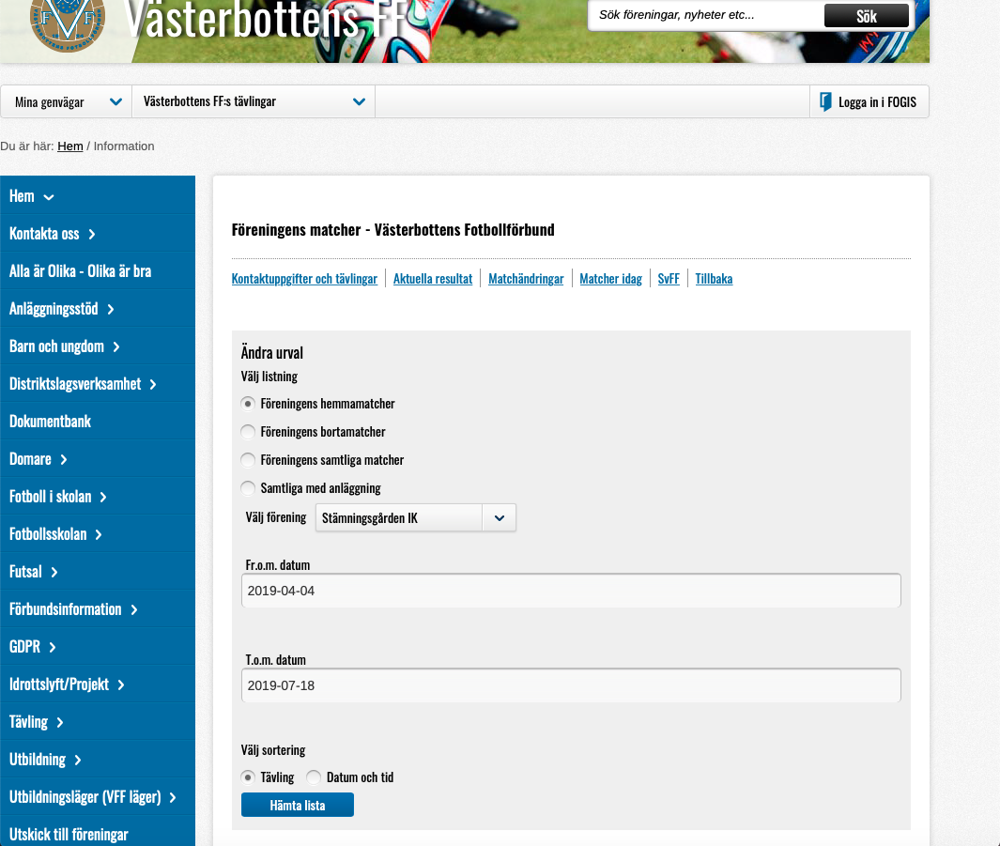 Västerbottens FF
Sök föreningar, nyheter etc...
Sök
Mina genvägar
Västerbottens FF:s tävlingar
Logga in i FOGIS
Du är här: Hem / Information
Hem
Kontakta oss
Alla är Olika - Olika är bra
Anläggningsstöd
Barn och ungdom
Distriktslagsverksamhet
Dokumentbank
Domare
Fotboll i skolan
Fotbollsskolan
Futsal
Förbundsinformation
GDPR
Idrottslyft/Projekt
Tävling
Utbildning
Utbildningsläger (VFF läger)
Utskick till föreningar
Föreningens matcher - Västerbottens Fotbollförbund
Kontaktuppgifter och tävlingar
Aktuella resultat
Matchändringar
Matcher idag
SvFF
Tillbaka
Ändra urval
Välj listning
Föreningens hemmamatcher
Föreningens bortamatcher
Föreningens samtliga matcher
Samtliga med anläggning
Välj förening
Stämningsgården IK
Fr.o.m. datum
2019-04-04
T.o.m. datum
2019-07-18
Välj sortering
Tävling
Datum och tid
Hämta lista